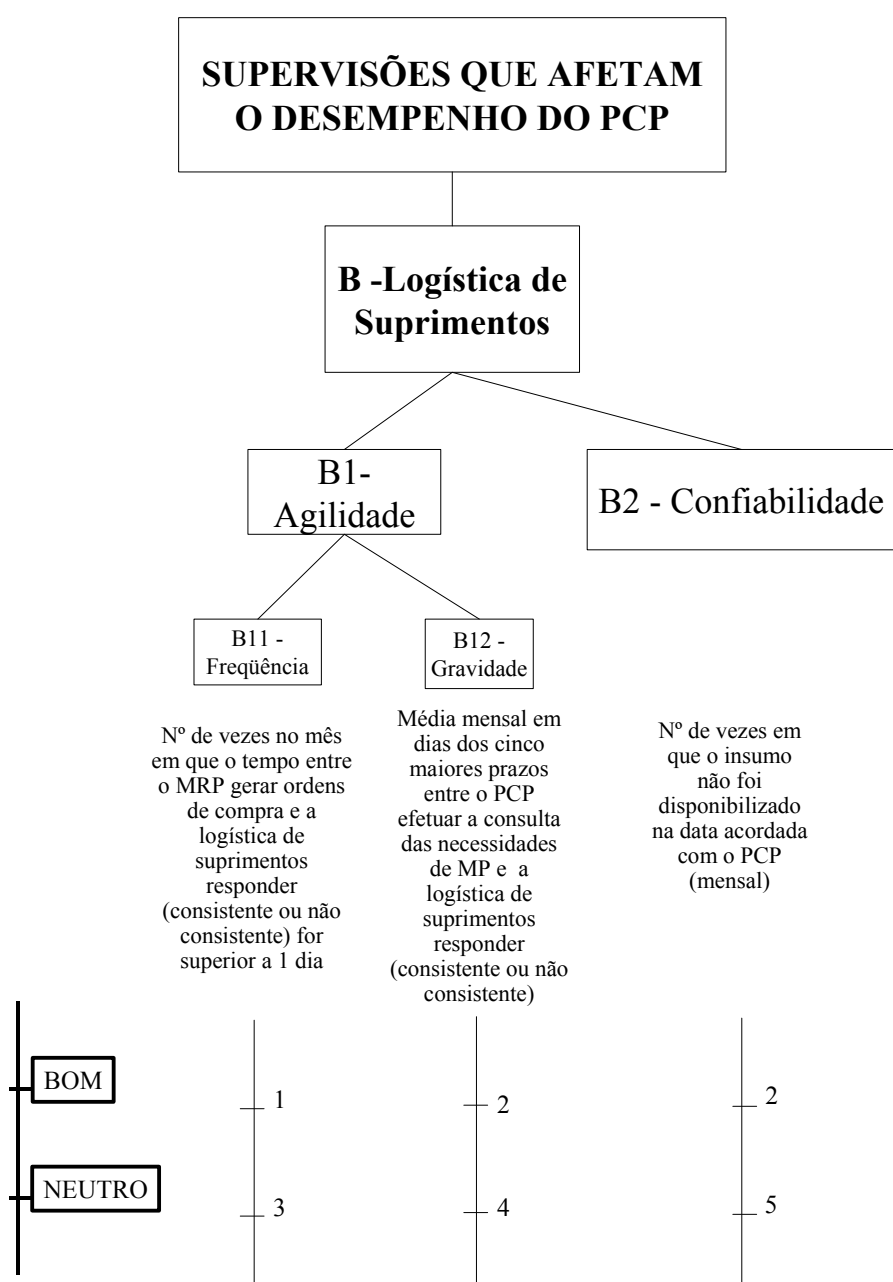 SUPERVISÕES QUE AFETAM
O DESEMPENHO DO PCP
B -Logística de
Suprimentos
B1-
Agilidade
B2 - Confiabilidade
B11 -
Freqüência
B12 -
Gravidade
Nº de vezes no mês
em que o tempo entre
o MRP gerar ordens
de compra e a
logística de
suprimentos
responder
(consistente ou não
consistente) for
superior a 1 dia
Média mensal em
dias dos cinco
maiores prazos
entre o PCP
efetuar a consulta
das necessidades
de MP e  a
logística de
suprimentos
responder
(consistente ou não
consistente)
Nº de vezes em
que o insumo
não foi
disponibilizado
na data acordada
com o PCP
(mensal)
BOM
1
2
2
NEUTRO
3
4
5